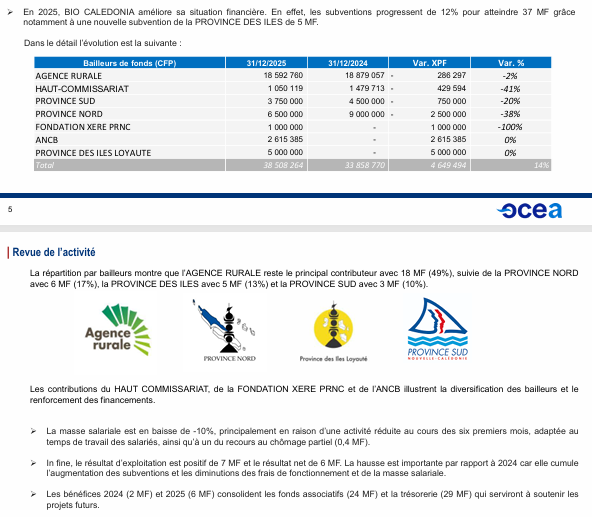 ➢ En 2025, BIO CALEDONIA améliore sa situation financière. En effet, les subventions progressent de 12% pour atteindre 37 MF grâce
notamment à une nouvelle subvention de la PROVINCE DES ILES de 5 MF.
Dans le détail l'évolution est la suivante :
Bailleurs de fonds (CFP) 31/12/2025 31/12/2024 Var. XPF Var. %
AGENCE RURALE 18 592 760 18 879 057 - 286 297 -2%
HAUT-COMMISSARIAT 1 050 119 1 479 713 - 429 594 -41%
PROVINCE SUD 3 750 000 4 500 000 - 750 000 -20%
PROVINCE NORD 6 500 000 9 000 000 - 2 500 000 -38%
FONDATION XERE PRNC 1 000 000 - 1 000 000 -100%
ANCB 2 615 385 - 2 615 385 0%
PROVINCE DES ILES LOYAUTE 5 000 000 - 5 000 000 0%
Total 38 508 264 33 858 770 4 649 494 14%
5
ocea
Revue de l'activité
La répartition par bailleurs montre que l'AGENCE RURALE reste le principal contributeur avec 18 MF (49%), suivie de la PROVINCE NORD
avec 6 MF (17%), la PROVINCE DES ILES avec 5 MF (13%) et la PROVINCE SUD avec 3 MF (10%).
Agence
rurale
PROVINCE NORD
Province des Iles Loyauté
PROVINCE SUD
NOUVELLE-CALÉDONIE
Les contributions du HAUT COMMISSARIAT, de la FONDATION XERE PRNC et de l'ANCB illustrent la diversification des bailleurs et le
renforcement des financements.
➢ La masse salariale est en baisse de -10%, principalement en raison d'une activité réduite au cours des six premiers mois, adaptée au
temps de travail des salariés, ainsi qu'à un du recours au chômage partiel (0,4 MF).
➢ In fine, le résultat d'exploitation est positif de 7 MF et le résultat net de 6 MF. La hausse est importante par rapport à 2024 car elle cumule
l'augmentation des subventions et les diminutions des frais de fonctionnement et de la masse salariale.
➢ Les bénéfices 2024 (2 MF) et 2025 (6 MF) consolident les fonds associatifs (24 MF) et la trésorerie (29 MF) qui serviront à soutenir les
projets futurs.